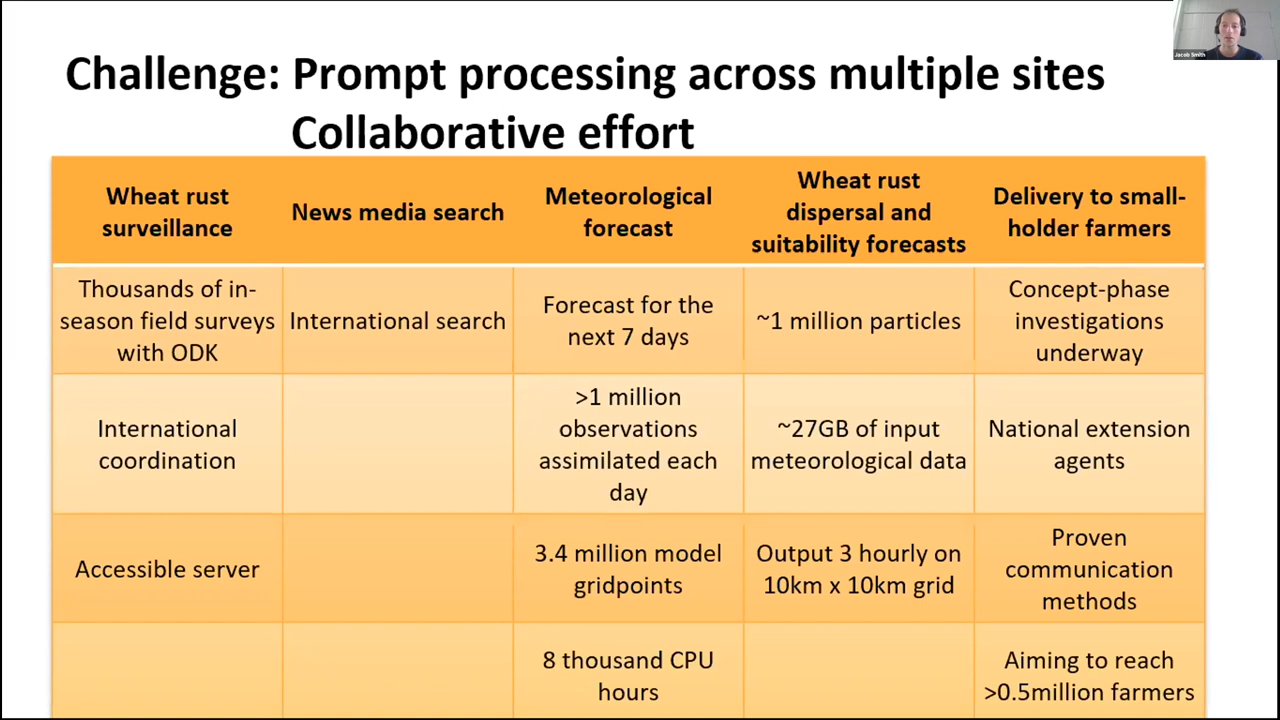 Jacob Smith
Challenge: Prompt processing across multiple sites
Collaborative effort
Wheat rust
surveillance
News media search
Meteorological
forecast
Wheat rust
dispersal and
suitability forecasts
Delivery to small-
holder farmers
Thousands of in-
season field surveys
with ODK
International search
Forecast for the
next 7 days
~1 million particles
Concept-phase
investigations
underway
International
coordination
>1 million
observations
assimilated each
day
~27GB of input
meteorological data
National extension
agents
Accessible server
3.4 million model
gridpoints
Output 3 hourly on
10km x 10km grid
Proven
communication
methods
8 thousand CPU
hours
Aiming to reach
>0.5million farmers